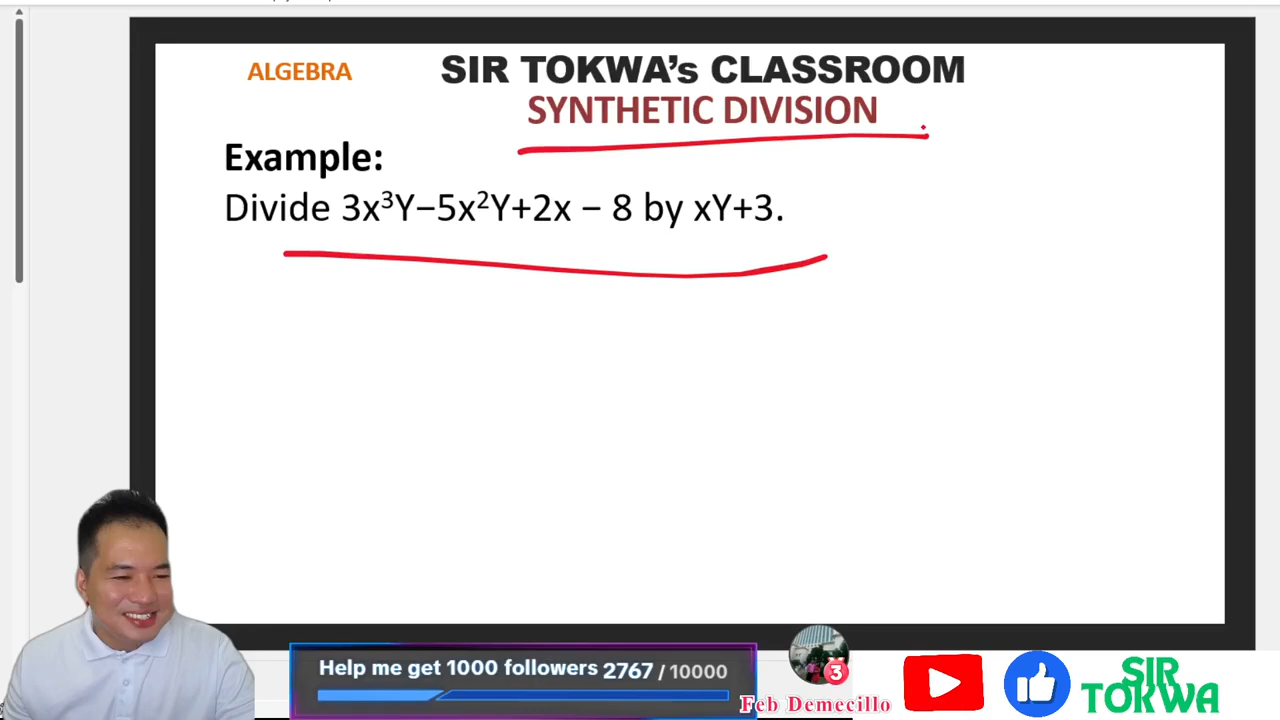 ALGEBRA
SIR TOKWA's CLASSROOM
SYNTHETIC DIVISION
Example:
Divide 3x³Y−5x²Y+2x − 8 by xY+3.
Help me get 1000 followers 2767 / 10000
3
Feb Demecillo
SIR
TOKWA